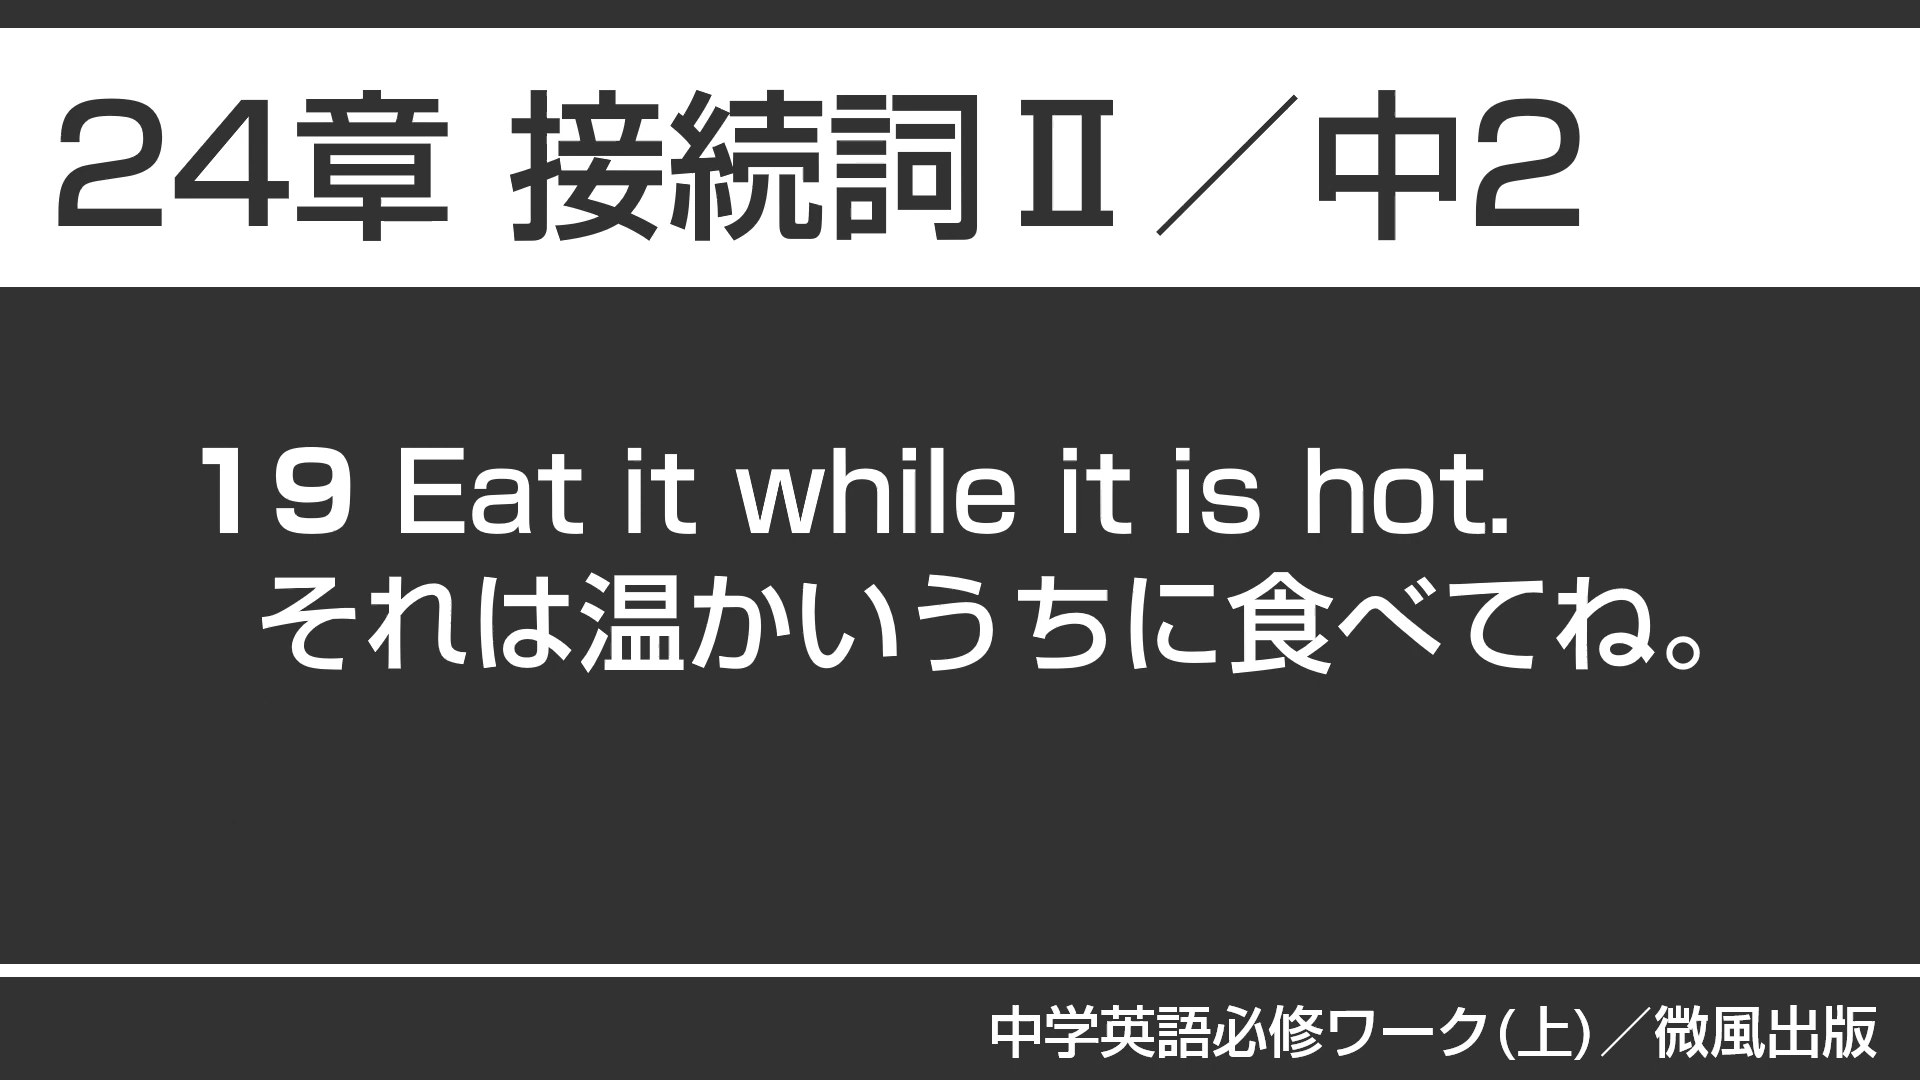 24章 接続詞Ⅱ／中2
19 Eat it while it is hot.
それは温かいうちに食べてね。
中学英語必修ワーク(上)／微風出版